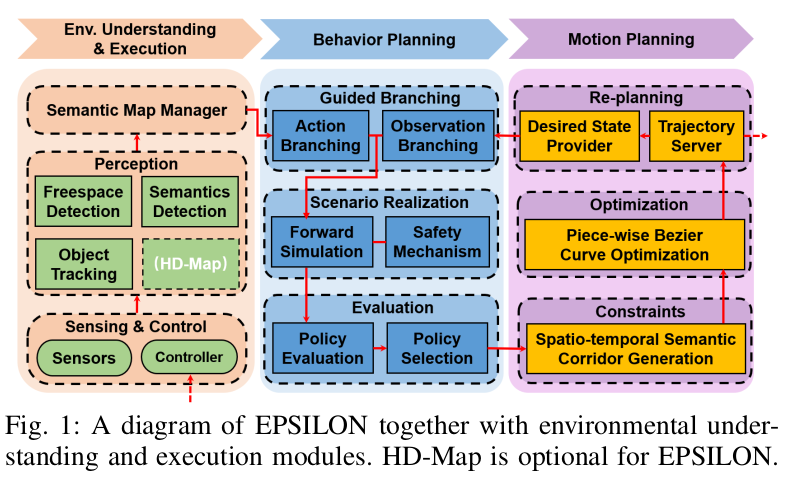 Env. Understanding
& Execution
Behavior Planning
Motion Planning
Semantic Map Manager
Perception
Freespace
Detection
Semantics
Detection
Object
Tracking
(HD-Map)
Sensing & Control
Sensors
Controller
Guided Branching
Action
Branching
Observation
Branching
Scenario Realization
Forward
Simulation
Safety
Mechanism
Evaluation
Policy
Evaluation
Policy
Selection
Re-planning
Desired State
Provider
Trajectory
Server
Optimization
Piece-wise Bezier
Curve Optimization
Constraints
Spatio-temporal Semantic
Corridor Generation
Fig. 1: A diagram of EPSILON together with environmental under-
standing and execution modules. HD-Map is optional for EPSILON.